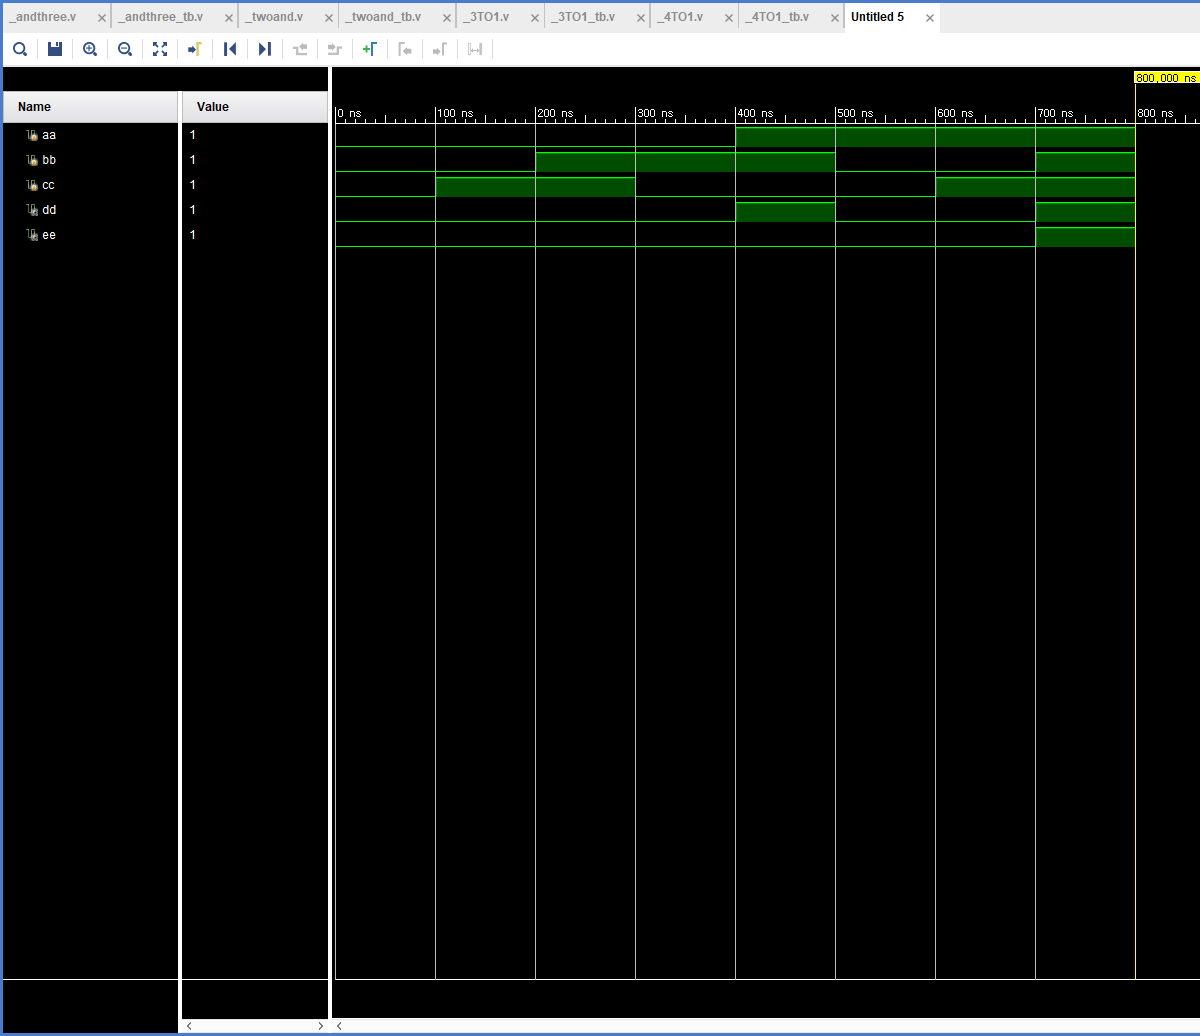 _andthree.v _andthree_tb.v _twoand.v _twoand_tb.v _3TO1.v _3TO1_tb.v _4TO1.v _4TO1_tb.v Untitled 5
800,000 ns
Name Value
0 ns 100 ns 200 ns 300 ns 400 ns 500 ns 600 ns 700 ns 800 ns
aa 1
bb 1
cc 1
dd 1
ee 1